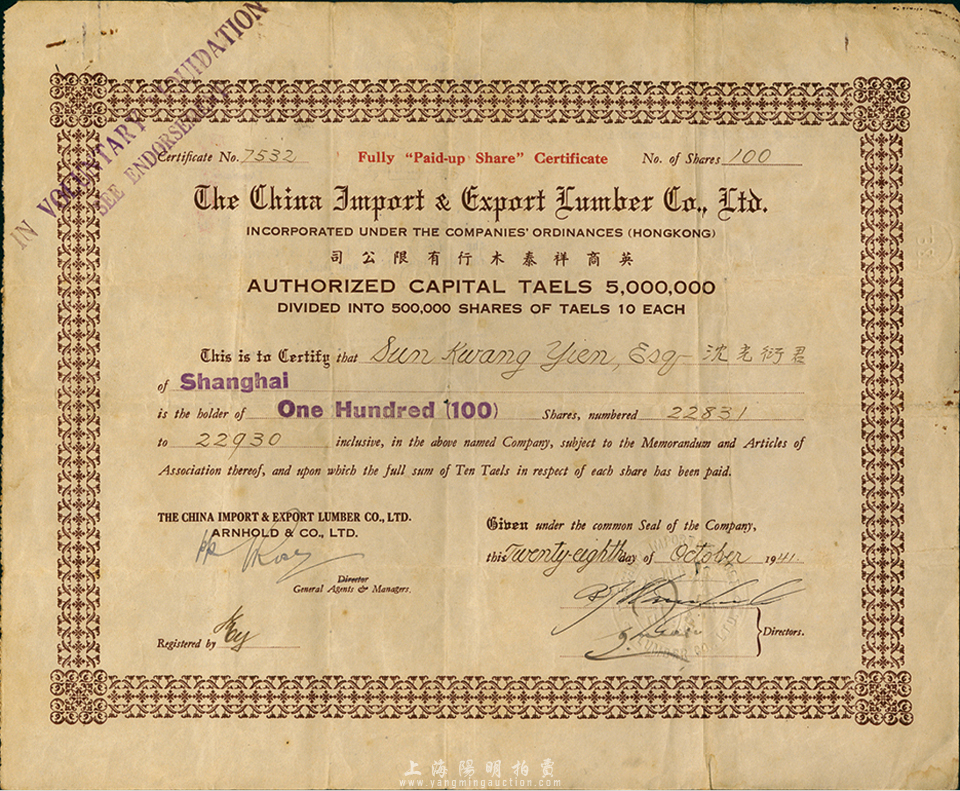 IN VOLUNTARY LIQUIDATION
SEE ENDORSEMENT
Certificate No. 7532 Fully "Paid-up Share" Certificate No. of Shares 100
The China Import & Export Lumber Co., Ltd.
INCORPORATED UNDER THE COMPANIES' ORDINANCES (HONGKONG)
司公限有行木泰祥商英
AUTHORIZED CAPITAL TAELS 5,000,000
DIVIDED INTO 500,000 SHARES OF TAELS 10 EACH
This is to Certify that Sun Kwang Yien, Esq- 沈光衍君
of Shanghai
is the holder of One Hundred (100) Shares, numbered 22831
to 22930 inclusive, in the above named Company, subject to the Memorandum and Articles of
Association thereof, and upon which the full sum of Ten Taels in respect of each share has been paid.
THE CHINA IMPORT & EXPORT LUMBER CO., LTD.
ARNHOLD & CO., LTD.
Director
General Agents & Managers.
Registered by
Given under the common Seal of the Company,
this Twenty-eighth day of October 1941.
Directors.
上海陽明拍賣
www.yangmingauction.com